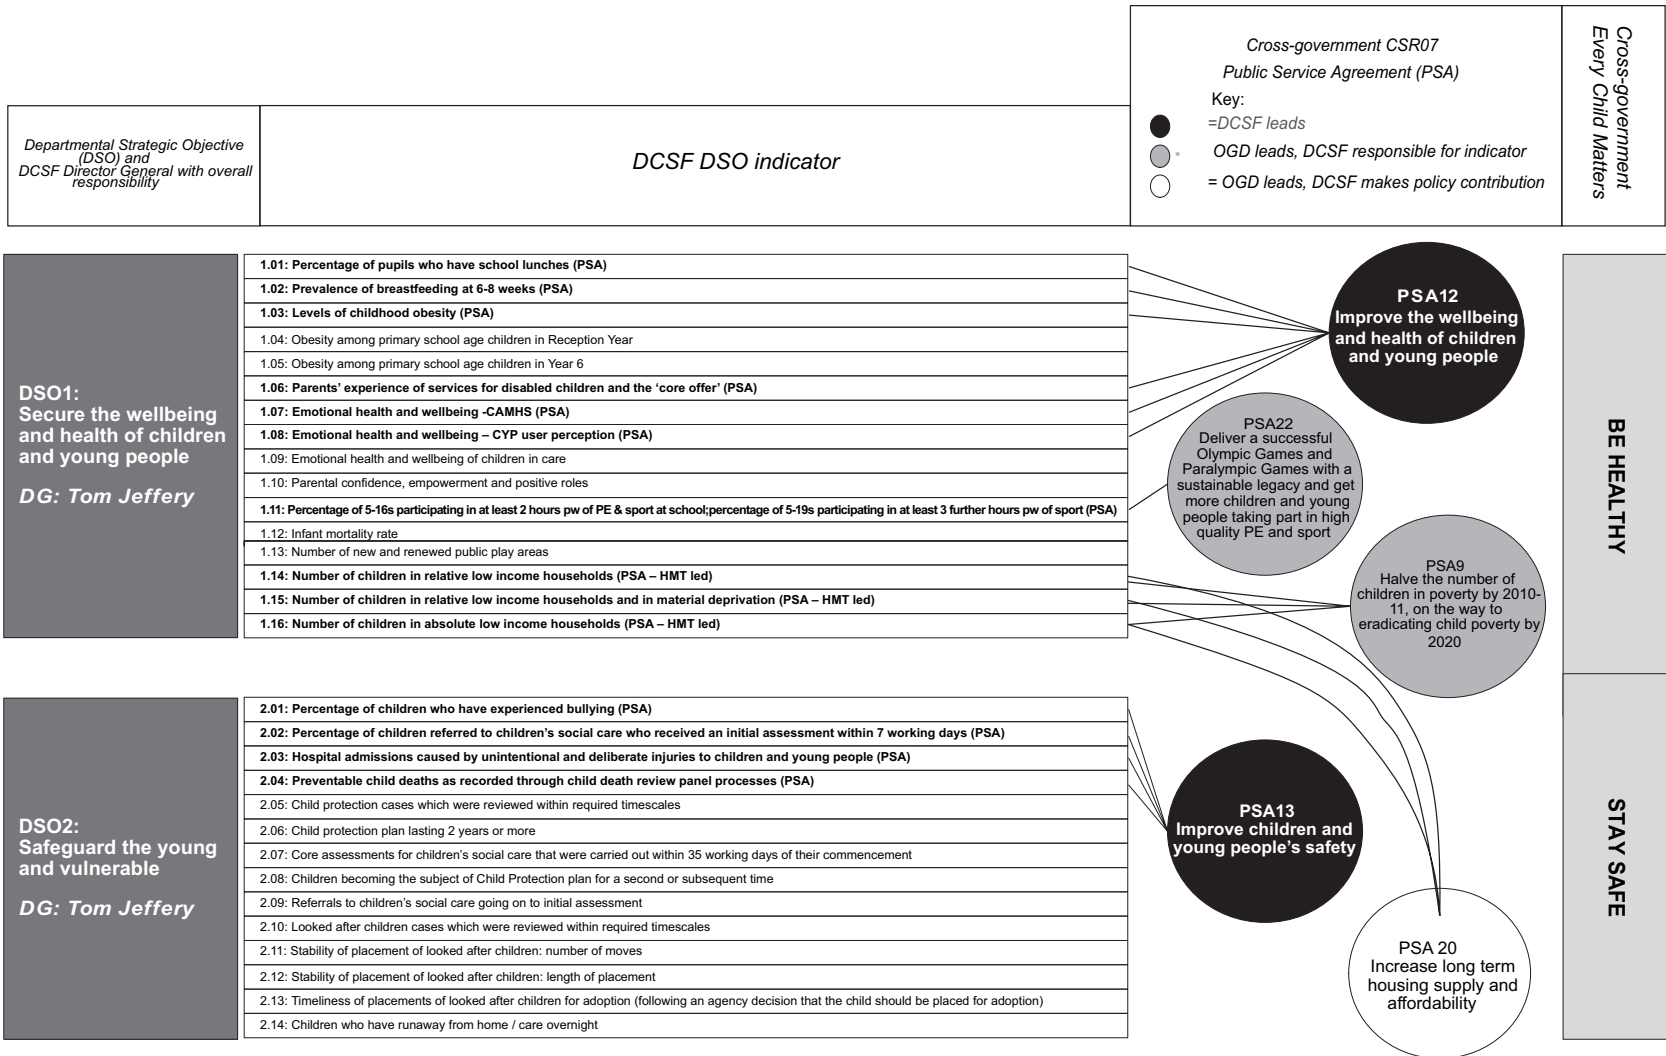 Cross-government CSR07
Public Service Agreement (PSA)
Key:
=DCSF leads
OGD leads, DCSF responsible for indicator
= OGD leads, DCSF makes policy contribution
Cross-government
Every Child Matters
Departmental Strategic Objective
(DSO) and
DCSF Director General with overall
responsibility
DCSF DSO indicator
DSO1:
Secure the wellbeing
and health of children
and young people
DG: Tom Jeffery
1.01: Percentage of pupils who have school lunches (PSA)
1.02: Prevalence of breastfeeding at 6-8 weeks (PSA)
1.03: Levels of childhood obesity (PSA)
1.04: Obesity among primary school age children in Reception Year
1.05: Obesity among primary school age children in Year 6
1.06: Parents’ experience of services for disabled children and the ‘core offer’ (PSA)
1.07: Emotional health and wellbeing -CAMHS (PSA)
1.08: Emotional health and wellbeing – CYP user perception (PSA)
1.09: Emotional health and wellbeing of children in care
1.10: Parental confidence, empowerment and positive roles
1.11: Percentage of 5-16s participating in at least 2 hours pw of PE & sport at school;percentage of 5-19s participating in at least 3 further hours pw of sport (PSA)
1.12: Infant mortality rate
1.13: Number of new and renewed public play areas
1.14: Number of children in relative low income households (PSA – HMT led)
1.15: Number of children in relative low income households and in material deprivation (PSA – HMT led)
1.16: Number of children in absolute low income households (PSA – HMT led)
PSA12
Improve the wellbeing
and health of children
and young people
PSA22
Deliver a successful
Olympic Games and
Paralympic Games with a
sustainable legacy and get
more children and young
people taking part in high
quality PE and sport
PSA9
Halve the number of
children in poverty by 2010-
11, on the way to
eradicating child poverty by
2020
BE HEALTHY
DSO2:
Safeguard the young
and vulnerable
DG: Tom Jeffery
2.01: Percentage of children who have experienced bullying (PSA)
2.02: Percentage of children referred to children’s social care who received an initial assessment within 7 working days (PSA)
2.03: Hospital admissions caused by unintentional and deliberate injuries to children and young people (PSA)
2.04: Preventable child deaths as recorded through child death review panel processes (PSA)
2.05: Child protection cases which were reviewed within required timescales
2.06: Child protection plan lasting 2 years or more
2.07: Core assessments for children’s social care that were carried out within 35 working days of their commencement
2.08: Children becoming the subject of Child Protection plan for a second or subsequent time
2.09: Referrals to children’s social care going on to initial assessment
2.10: Looked after children cases which were reviewed within required timescales
2.11: Stability of placement of looked after children: number of moves
2.12: Stability of placement of looked after children: length of placement
2.13: Timeliness of placements of looked after children for adoption (following an agency decision that the child should be placed for adoption)
2.14: Children who have runaway from home / care overnight
PSA13
Improve children and
young people’s safety
PSA 20
Increase long term
housing supply and
affordability
STAY SAFE